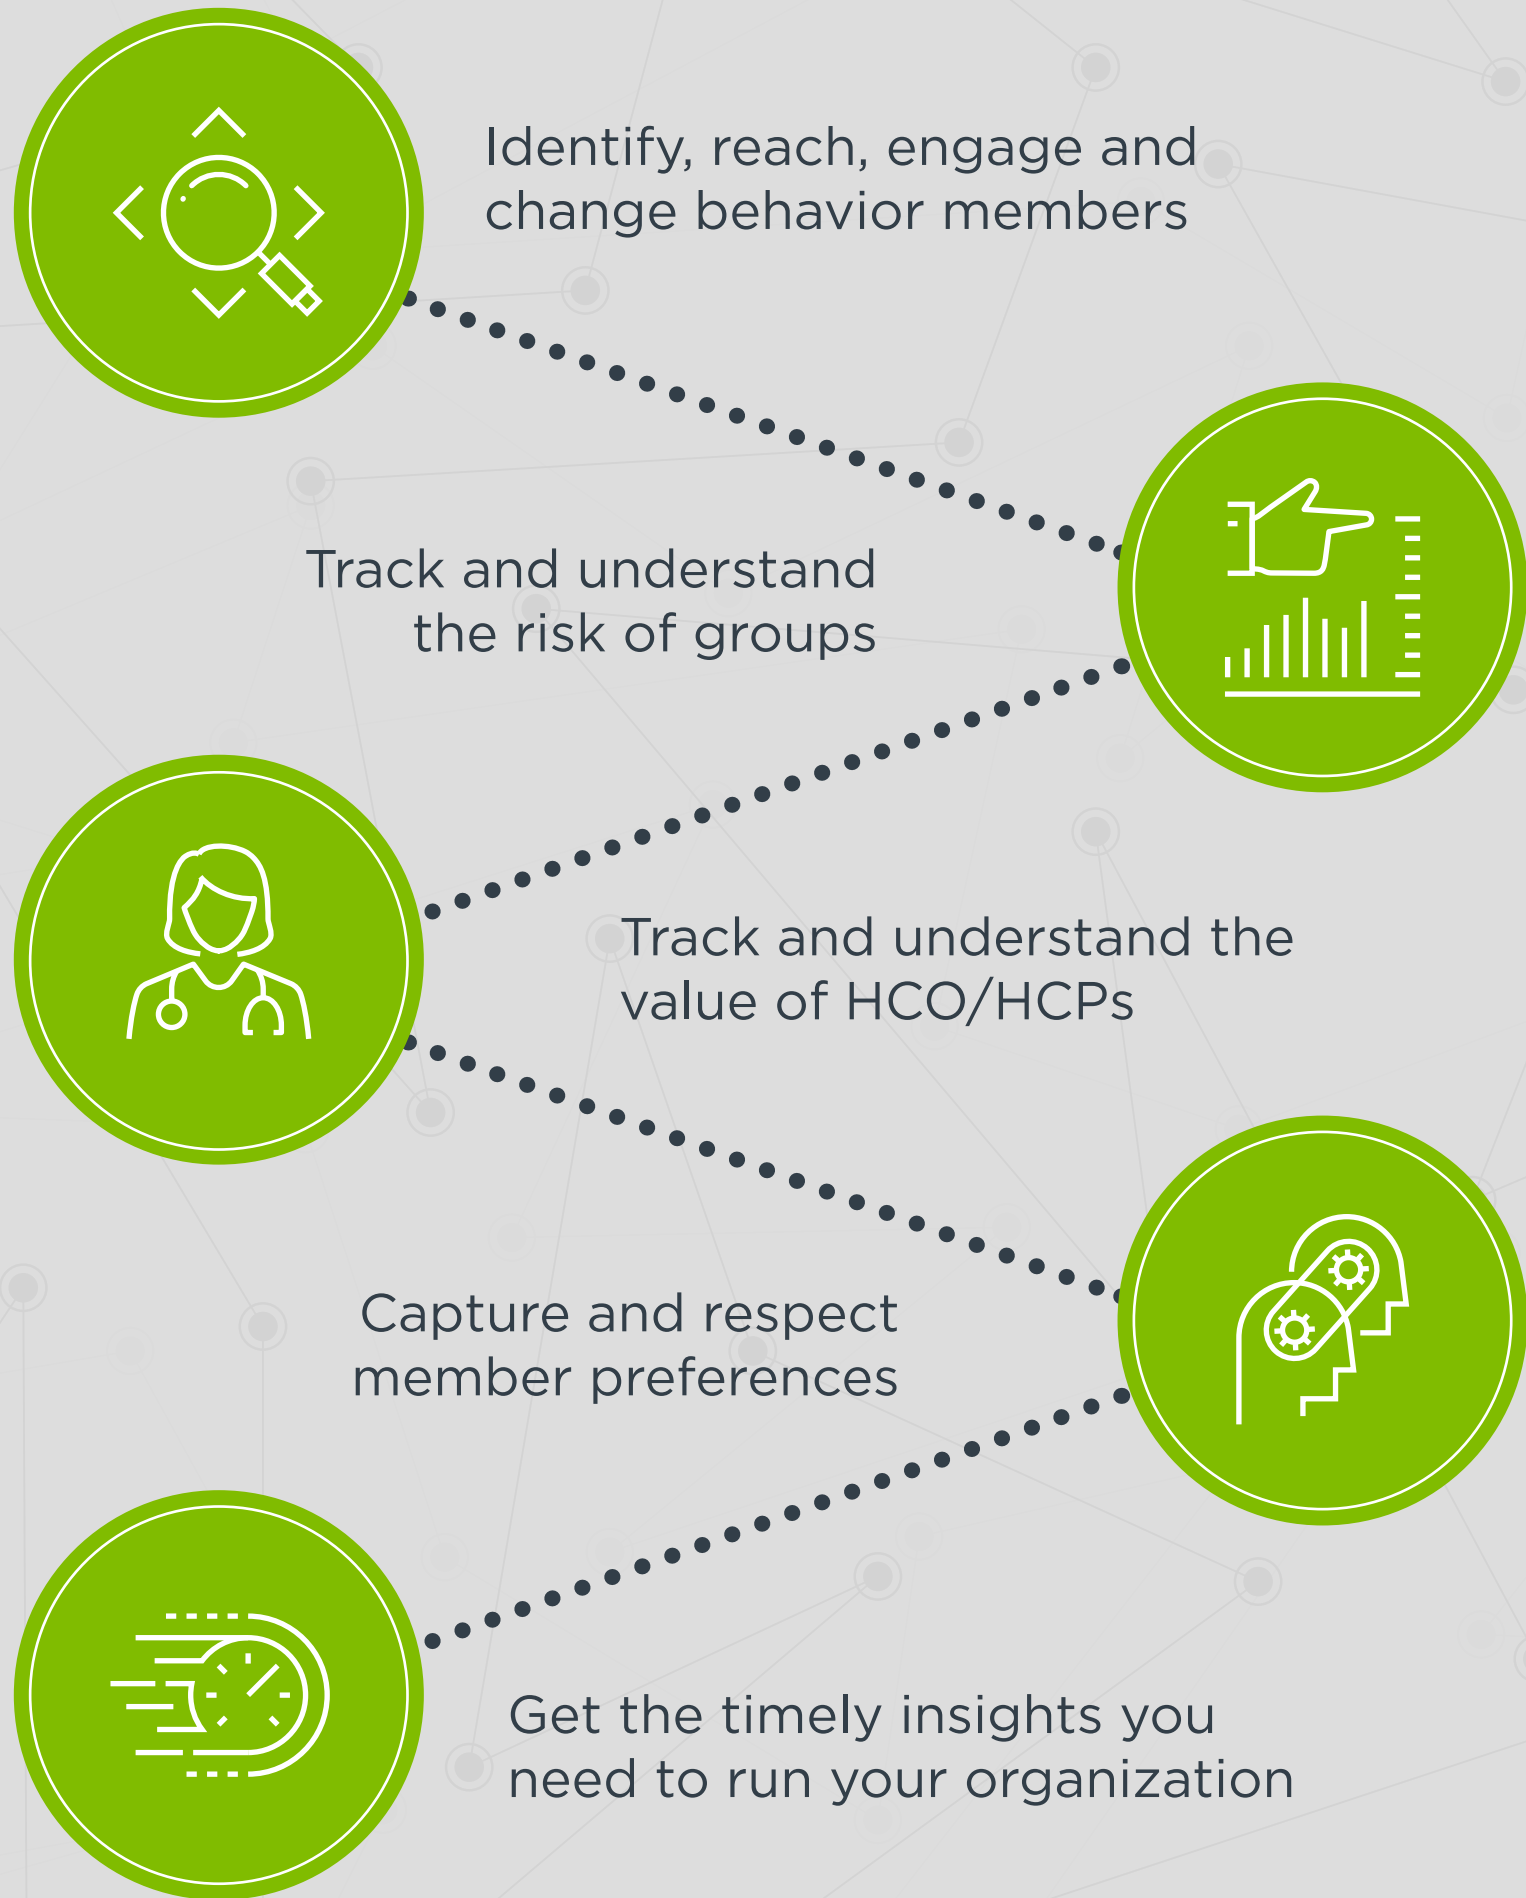 Identify, reach, engage and
change behavior members
Track and understand
the risk of groups
Track and understand the
value of HCO/HCPs
Capture and respect
member preferences
Get the timely insights you
need to run your organization